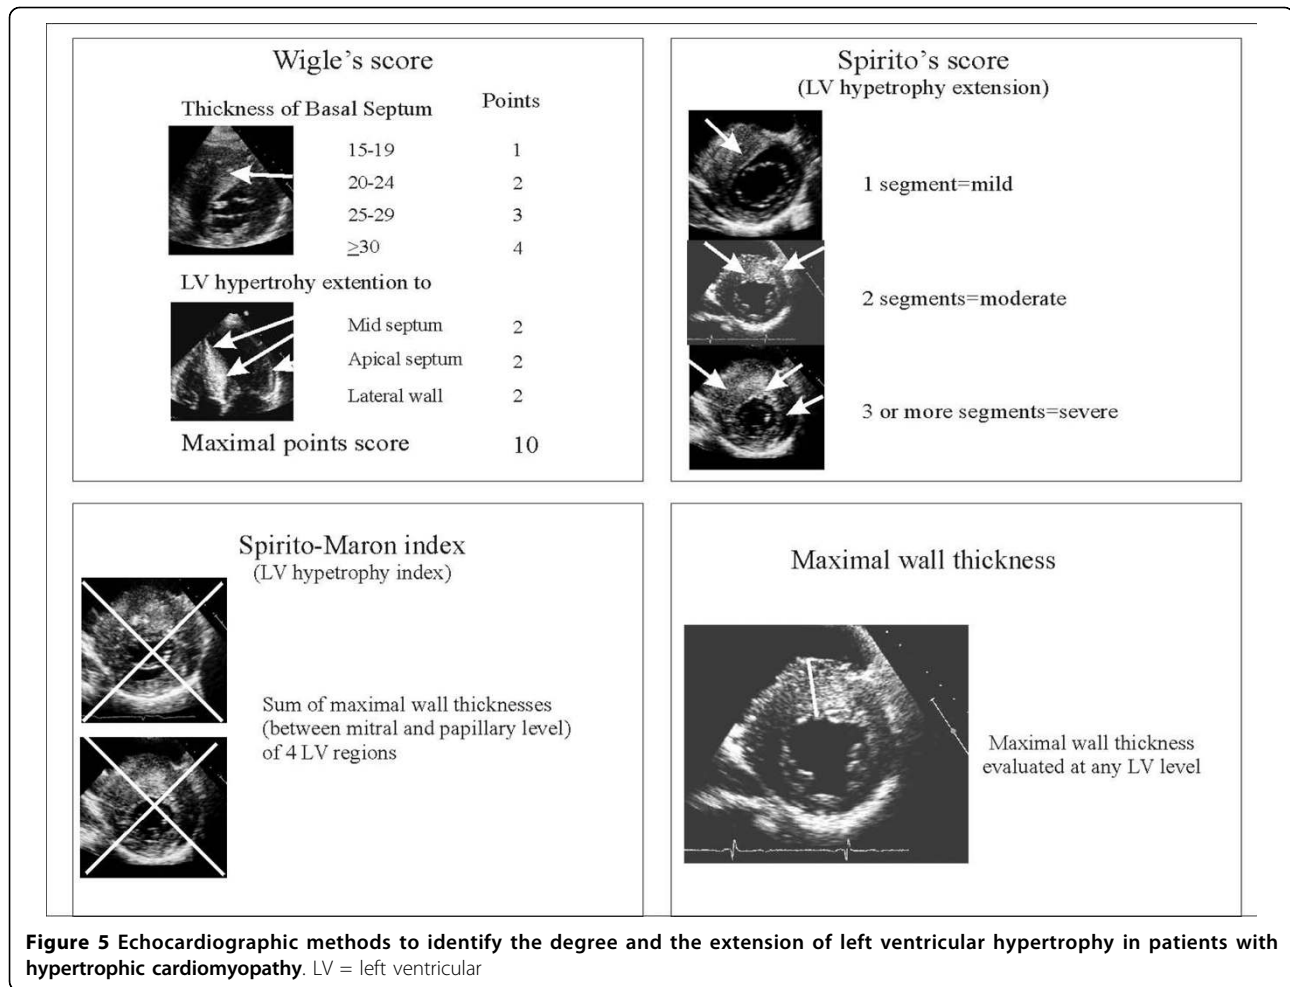 Wigle's score
Thickness of Basal Septum Points
15-19 1
20-24 2
25-29 3
≥30 4
LV hypertrohy extention to
Mid septum 2
Apical septum 2
Lateral wall 2
Maximal points score 10
Spirito's score
(LV hypetrophy extension)
1 segment=mild
2 segments=moderate
3 or more segments=severe
Spirito-Maron index
(LV hypetrophy index)
Sum of maximal wall thicknesses
(between mitral and papillary level)
of 4 LV regions
Maximal wall thickness
Maximal wall thickness
evaluated at any LV level
Figure 5 Echocardiographic methods to identify the degree and the extension of left ventricular hypertrophy in patients with
hypertrophic cardiomyopathy. LV = left ventricular